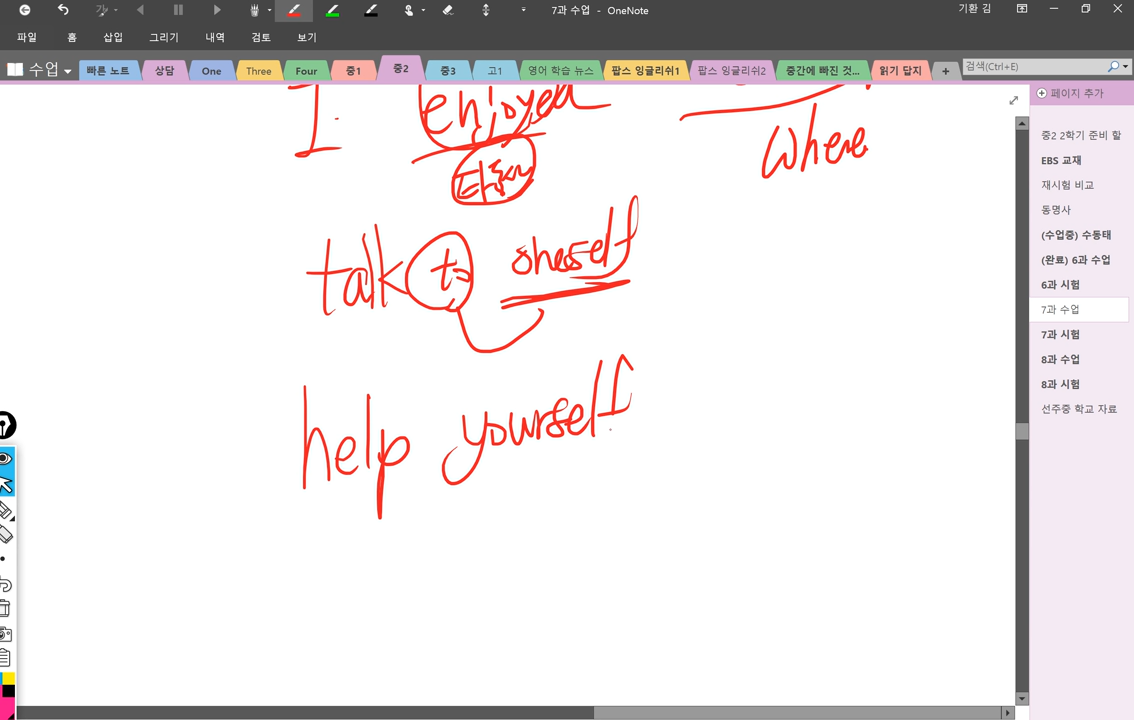 7과 수업 - OneNote
기환 김
파일 홈 삽입 그리기 내역 검토 보기
수업 빠른 노트 상담 One Three Four 중1 중2 중3 고1 영어 학습 뉴스 팝스 잉글리쉬1 팝스 잉글리쉬2 중간에 빠진 것... 읽기 답지 + 검색(Ctrl+E)
페이지 추가
중2 2학기 준비 할
EBS 교재
재시험 비교
동명사
(수업중) 수동태
(완료) 6과 수업
6과 시험
7과 수업
7과 시험
8과 수업
8과 시험
선주중 학교 자료
I enjoyed
where
talk to sheself
help yourself